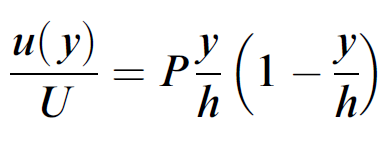 u(y)/U = P y/h (1 − y/h)